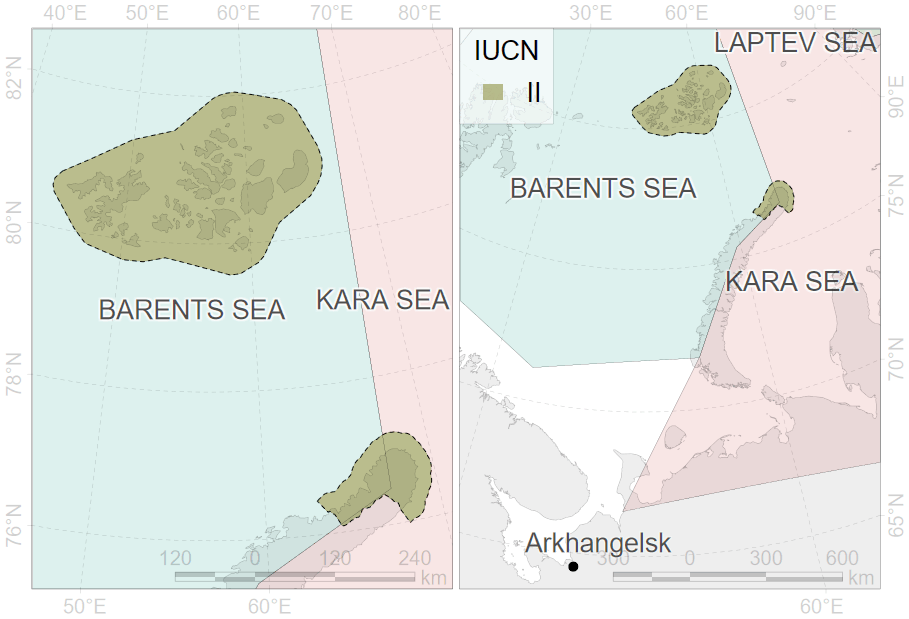 40°E 50°E 60°E 70°E 80°E
30°E 60°E 90°E
82°N
80°N
78°N
76°N
BARENTS SEA
KARA SEA
120 0 120 240
km
50°E 60°E
IUCN
II
LAPTEV SEA
BARENTS SEA
KARA SEA
Arkhangelsk
300 0 300 600
km
90°E
75°N
70°N
65°N
60°E